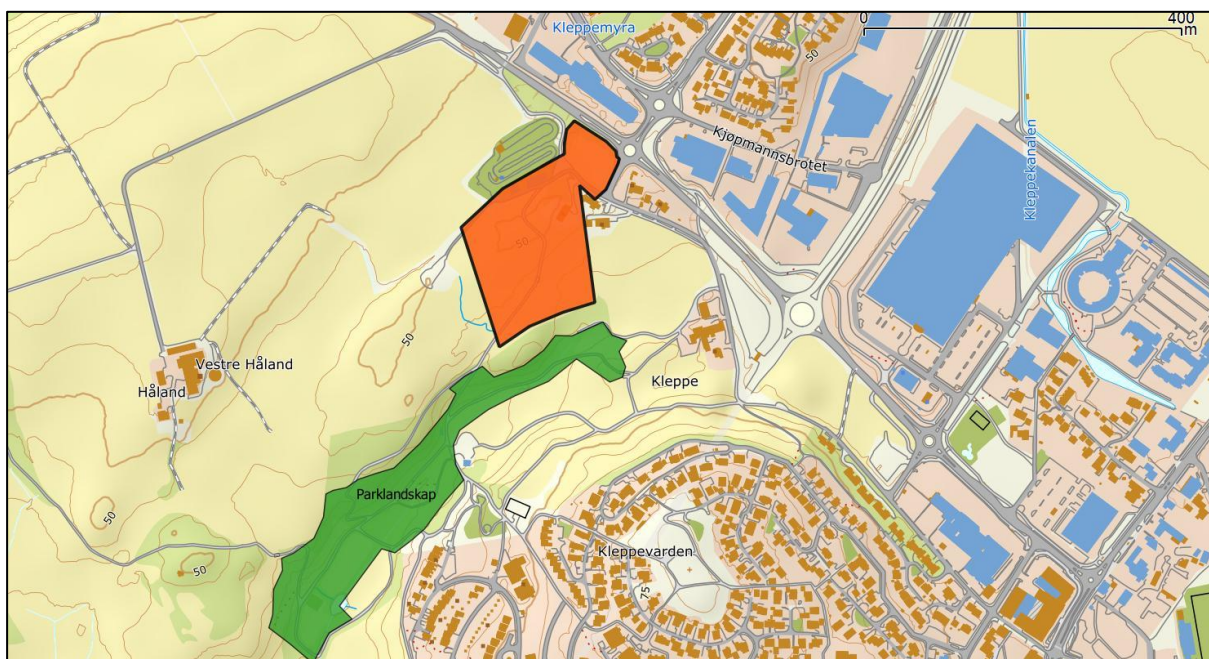 Kleppemyra
0
400
m
50
Kjøpmannsbrotet
Kleppekanalen
50
50
Vestre Håland
Håland
Kleppe
Parklandskap
50
50
Kleppevarden
75